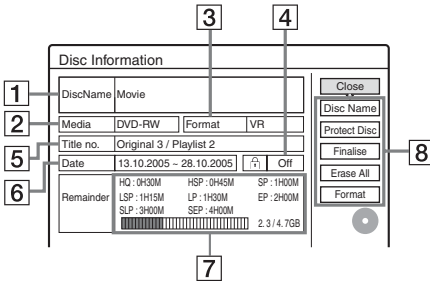 3
4
Disc Information
1
DiscName Movie
Close
Disc Name
2
Media DVD-RW Format VR
Protect Disc
5
Title no. Original 3 / Playlist 2
Finalise
8
6
Date 13.10.2005 ~ 28.10.2005 Off
Erase All
Remainder
HQ : 0H30M HSP : 0H45M SP : 1H00M
LSP : 1H15M LP : 1H30M EP : 2H00M
SLP : 3H00M SEP : 4H00M
Format
2. 3 / 4. 7GB
7